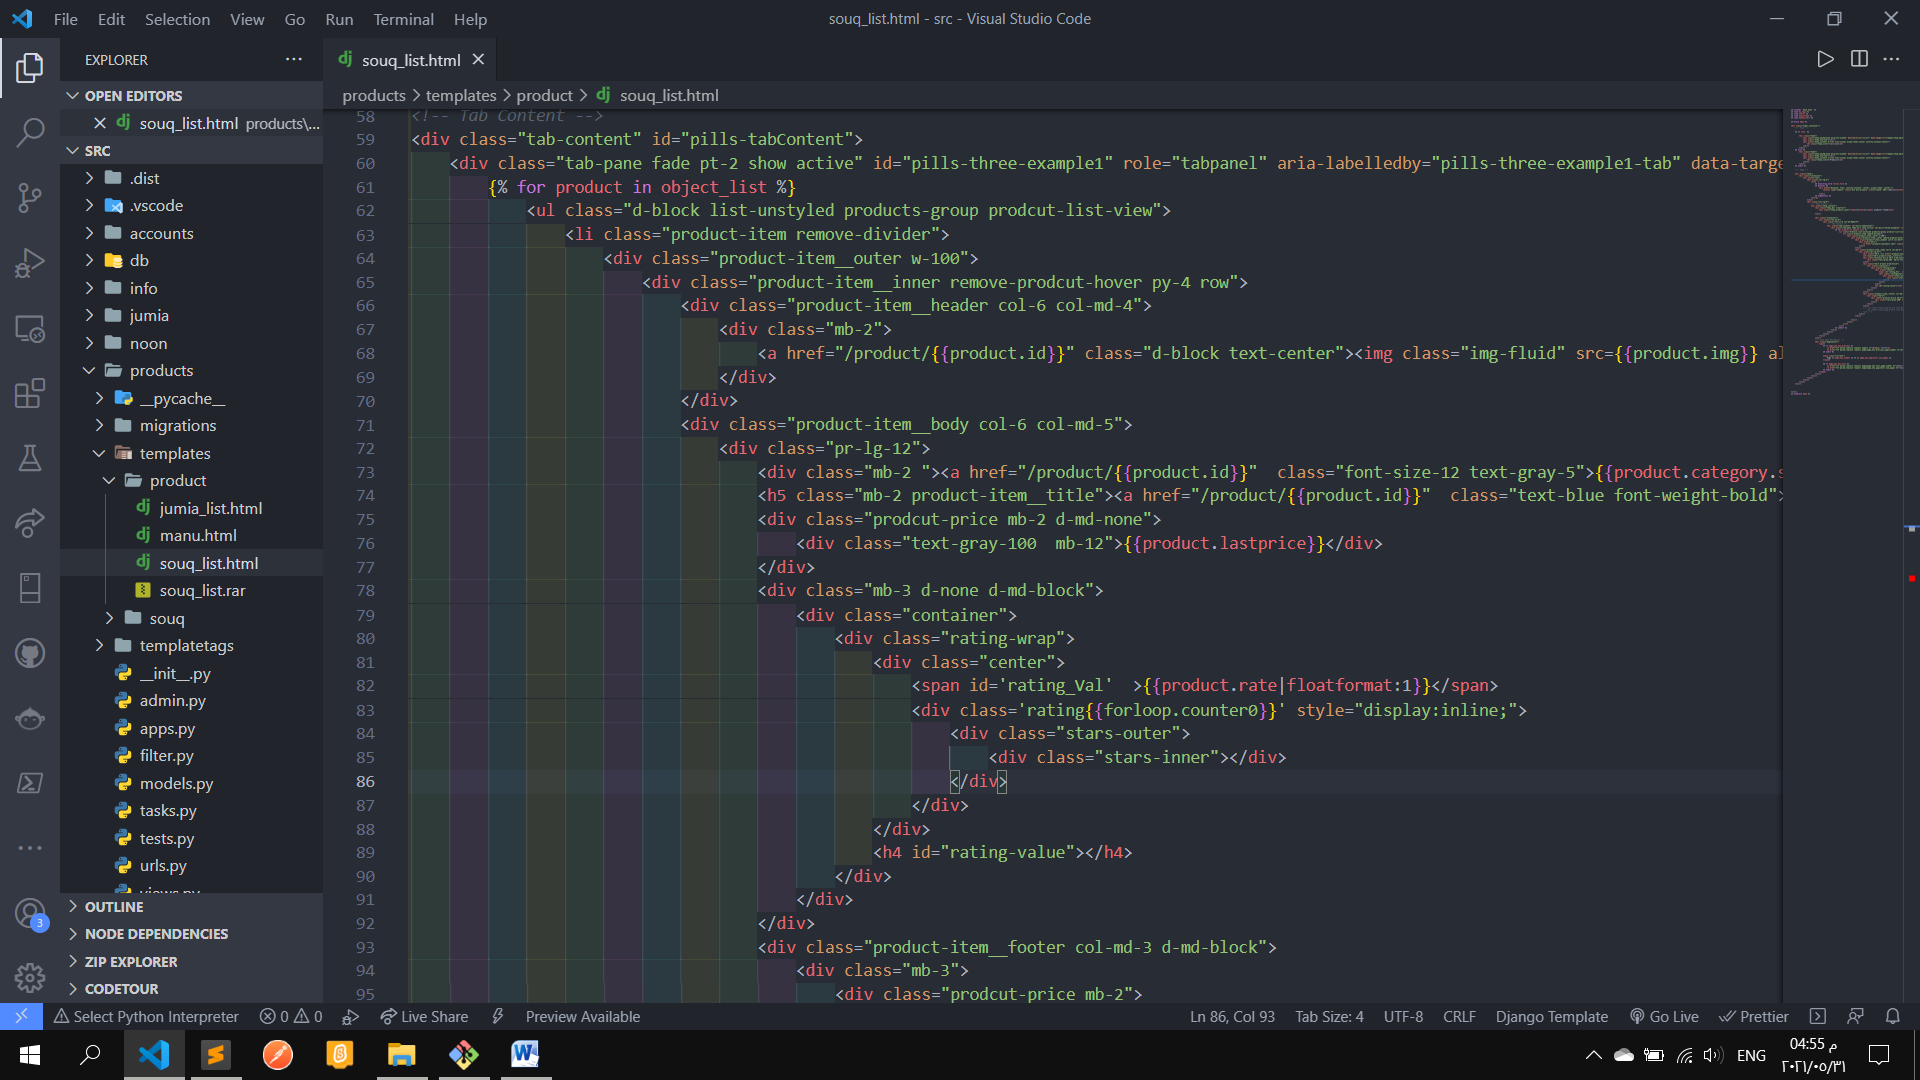 File Edit Selection View Go Run Terminal Help
souq_list.html - src - Visual Studio Code
EXPLORER
souq_list.html
OPEN EDITORS
souq_list.html products\...
SRC
.dist
.vscode
accounts
db
info
jumia
noon
products
__pycache__
migrations
templates
product
jumia_list.html
manu.html
souq_list.html
souq_list.rar
souq
templatetags
__init__.py
admin.py
apps.py
filter.py
models.py
tasks.py
tests.py
urls.py
views.py
OUTLINE
NODE DEPENDENCIES
ZIP EXPLORER
CODETOUR
3
products > templates > product > souq_list.html
58 <!-- Tab Content -->
59 <div class="tab-content" id="pills-tabContent">
60 <div class="tab-pane fade pt-2 show active" id="pills-three-example1" role="tabpanel" aria-labelledby="pills-three-example1-tab" data-targe
61 {% for product in object_list %}
62 <ul class="d-block list-unstyled products-group prodcut-list-view">
63 <li class="product-item remove-divider">
64 <div class="product-item__outer w-100">
65 <div class="product-item__inner remove-prodcut-hover py-4 row">
66 <div class="product-item__header col-6 col-md-4">
67 <div class="mb-2">
68 <a href="/product/{{product.id}}" class="d-block text-center"><img class="img-fluid" src={{product.img}} al
69 </div>
70 </div>
71 <div class="product-item__body col-6 col-md-5">
72 <div class="pr-lg-12">
73 <div class="mb-2 "><a href="/product/{{product.id}}"  class="font-size-12 text-gray-5">{{product.category.s
74 <h5 class="mb-2 product-item__title"><a href="/product/{{product.id}}"  class="text-blue font-weight-bold">
75 <div class="prodcut-price mb-2 d-md-none">
76 <div class="text-gray-100  mb-12">{{product.lastprice}}</div>
77 </div>
78 <div class="mb-3 d-none d-md-block">
79 <div class="container">
80 <div class="rating-wrap">
81 <div class="center">
82 <span id='rating_Val'  >{{product.rate|floatformat:1}}</span>
83 <div class='rating{{forloop.counter0}}' style="display:inline;">
84 <div class="stars-outer">
85 <div class="stars-inner"></div>
86 </div>
87 </div>
88 </div>
89 <h4 id="rating-value"></h4>
90 </div>
91 </div>
92 </div>
93 <div class="product-item__footer col-md-3 d-md-block">
94 <div class="mb-3">
95 <div class="prodcut-price mb-2">
Select Python Interpreter 0 0 Live Share Preview Available Ln 86, Col 93 Tab Size: 4 UTF-8 CRLF Django Template Go Live Prettier
ENG 04:55 م
٢٠٢١/٠٥/٣١